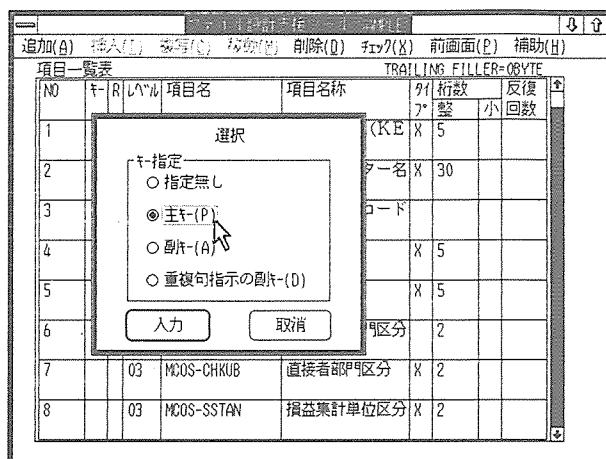 追加(A) 挿入(I) 複写(C) 移動(M) 削除(D) ﾁｪｯｸ(X) 前画面(P) 補助(H)
項目一覧表 TRAILING FILLER=0BYTE
NO ｷｰ R ﾚﾍﾞﾙ 項目名 項目名称 ﾀｲﾌﾟ 桁数 整 小 反復回数
1 (KE X 5
2 ター名 X 30
3 コード
4 X 5
5 X 5
6 門区分 X 2
7 03 MCOS-CHKUB 直接者部門区分 X 2
8 03 MCOS-SSTAN 損益集計単位区分 X 2
選択
ｷｰ指定
指定無し
主ｷｰ(P)
副ｷｰ(A)
重複句指示の副ｷｰ(D)
入力 取消